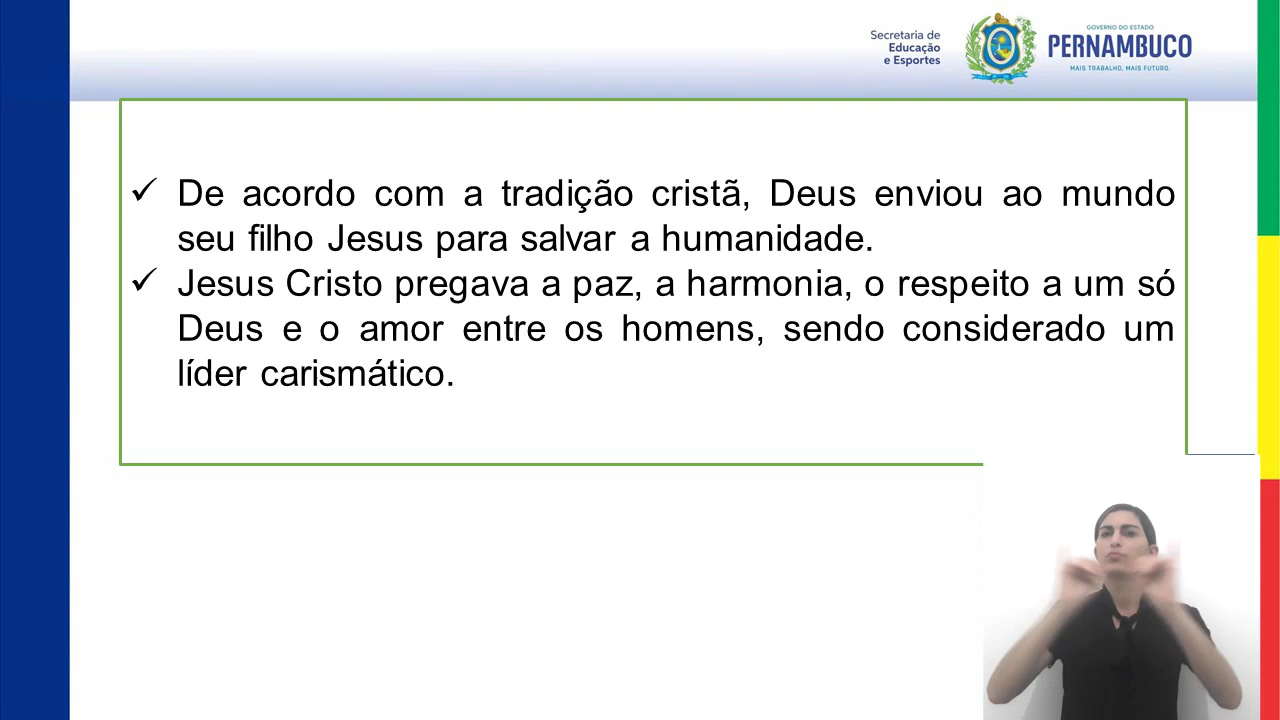 Secretaria de
Educação
e Esportes
GOVERNO DO ESTADO
PERNAMBUCO
MAIS TRABALHO, MAIS FUTURO.
✓ De acordo com a tradição cristã, Deus enviou ao mundo
seu filho Jesus para salvar a humanidade.
✓ Jesus Cristo pregava a paz, a harmonia, o respeito a um só
Deus e o amor entre os homens, sendo considerado um
líder carismático.